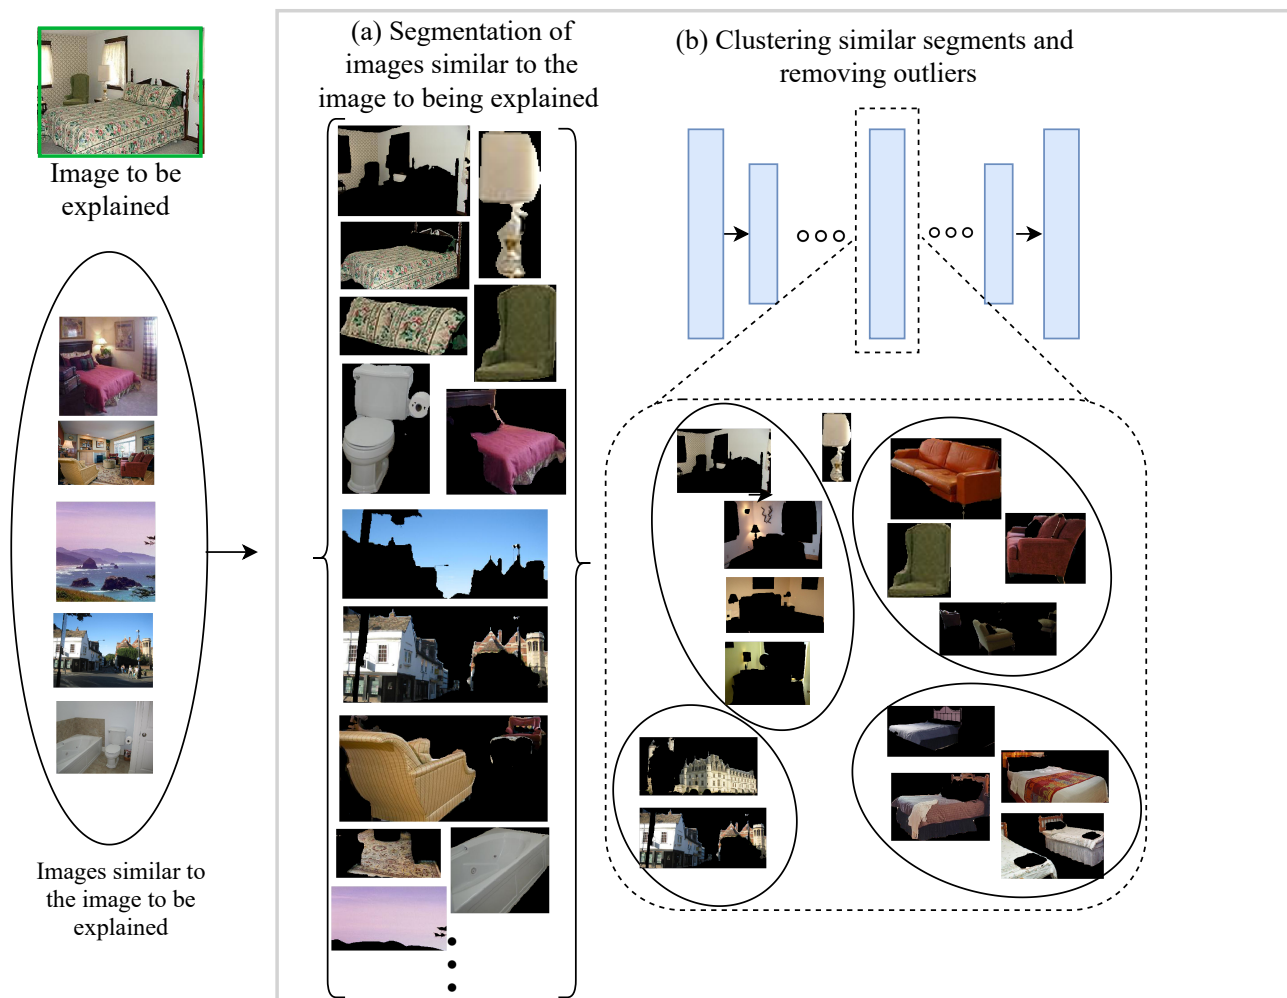 Image to be
explained
Images similar to
the image to be
explained
(a) Segmentation of
images similar to the
image to being explained
(b) Clustering similar segments and
removing outliers